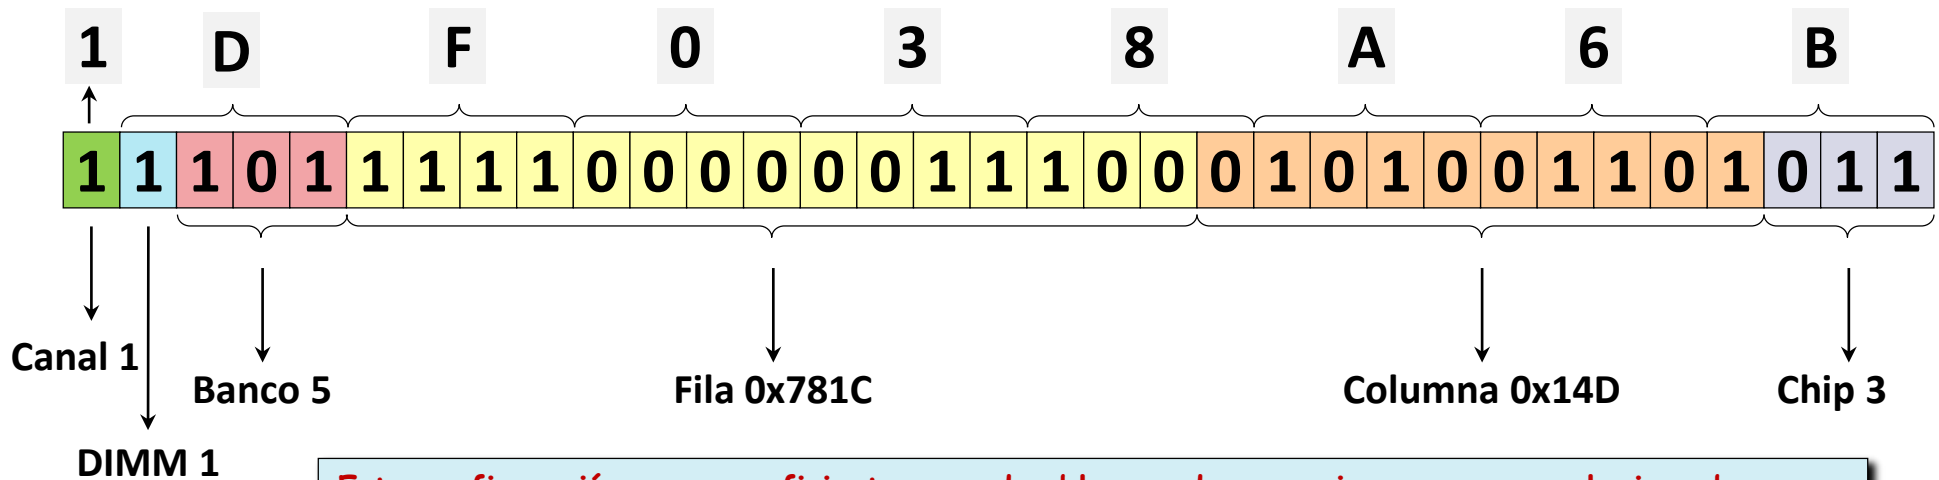 1 D F 0 3 8 A 6 B
1 1 1 0 1 1 1 1 1 0 0 0 0 0 0 1 1 1 0 0 0 1 0 1 0 0 1 1 0 1 0 1 1
Canal 1
Banco 5 Fila 0x781C Columna 0x14D Chip 3
DIMM 1